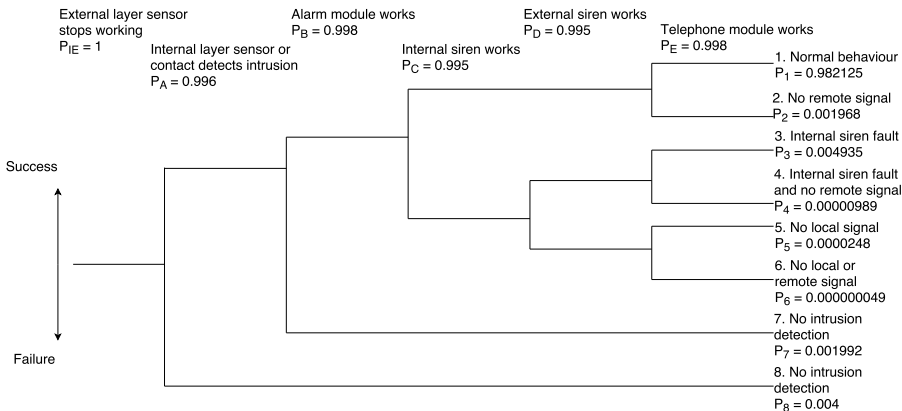 External layer sensor
stops working
P_IE = 1
Internal layer sensor or
contact detects intrusion
P_A = 0.996
Alarm module works
P_B = 0.998
Internal siren works
P_C = 0.995
External siren works
P_D = 0.995
Telephone module works
P_E = 0.998
1. Normal behaviour
P_1 = 0.982125
2. No remote signal
P_2 = 0.001968
3. Internal siren fault
P_3 = 0.004935
4. Internal siren fault
and no remote signal
P_4 = 0.00000989
5. No local signal
P_5 = 0.0000248
6. No local or
remote signal
P_6 = 0.000000049
7. No intrusion
detection
P_7 = 0.001992
8. No intrusion
detection
P_8 = 0.004
Success
Failure